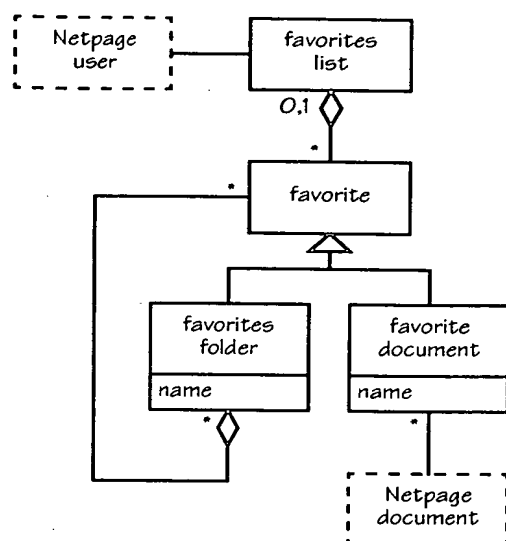 Netpage
user
favorites
list
0,1
*
favorite
*
favorites
folder
name
favorite
document
name
*
*
Netpage
document